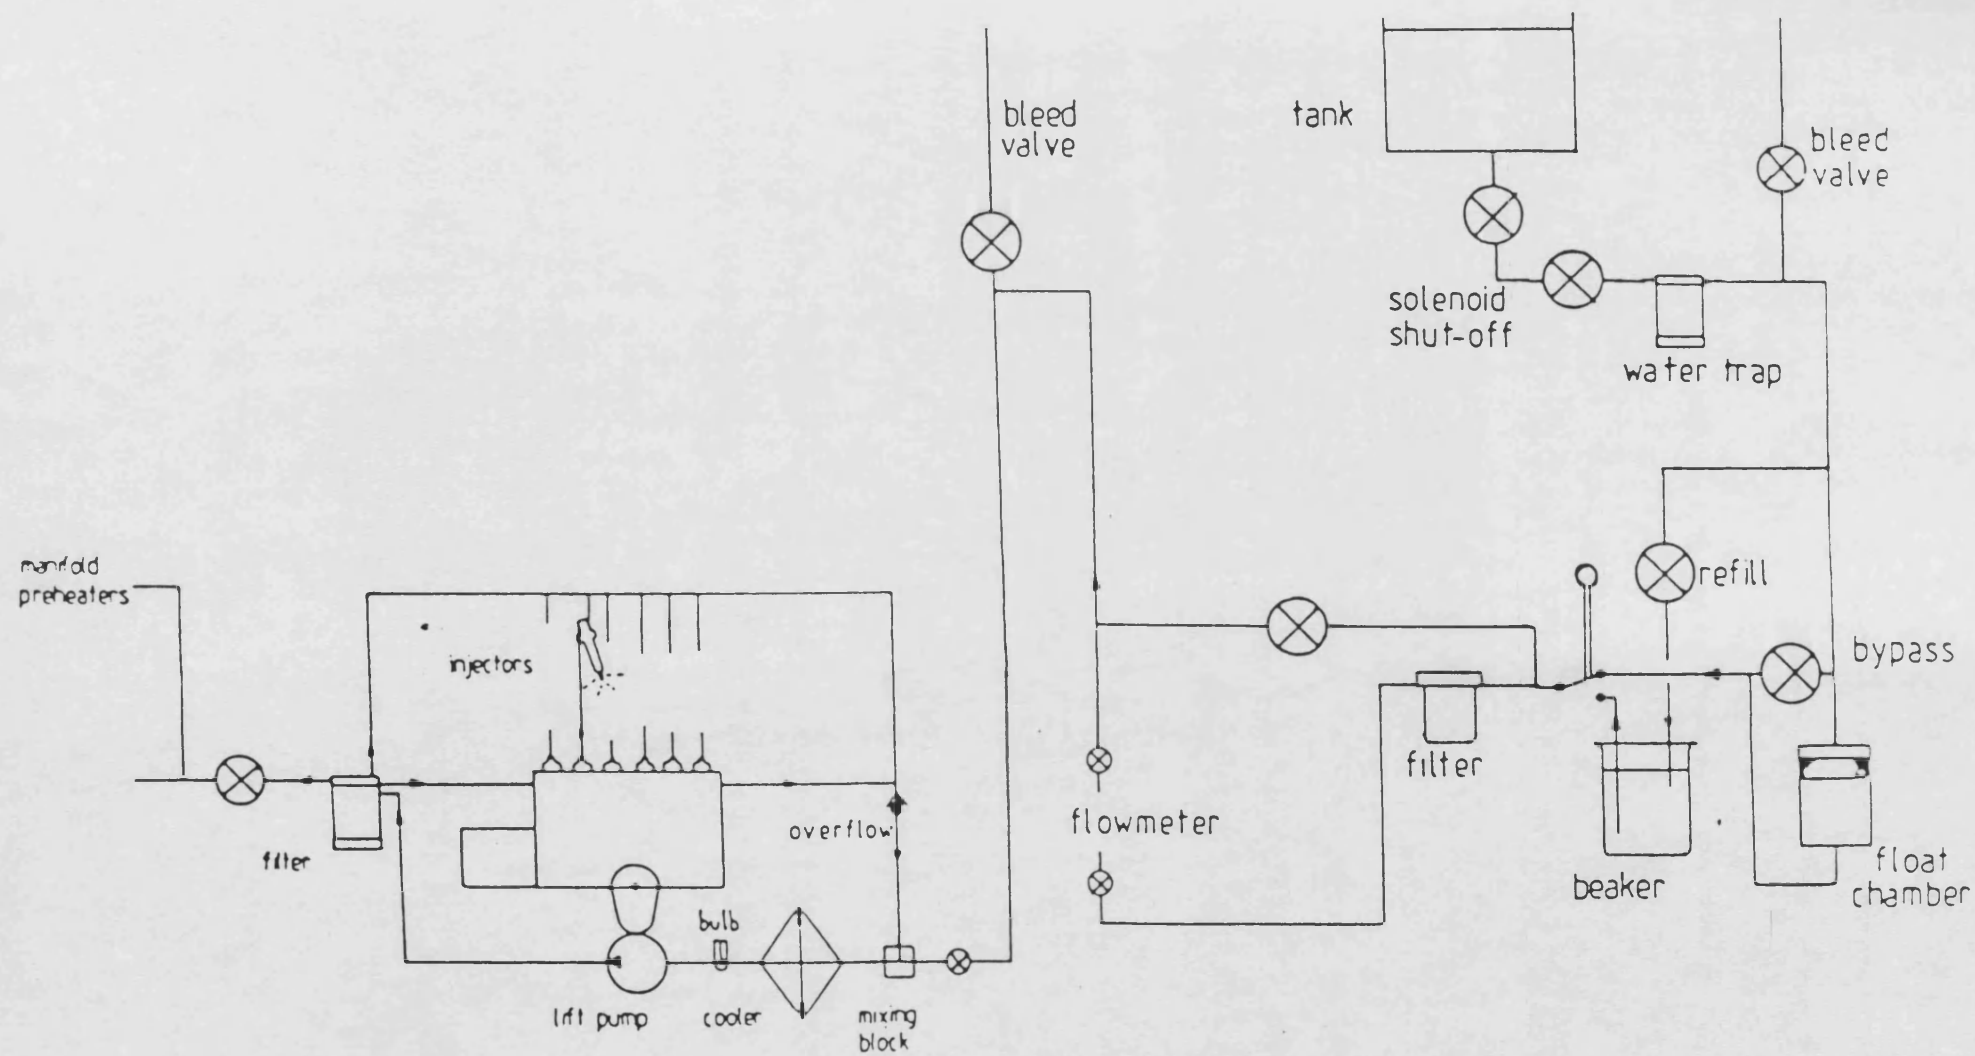 bleed
valve
tank
bleed
valve
solenoid
shut-off
water trap
manifold
preheaters
refill
injectors
bypass
filter
overflow
flowmeter
filter
beaker
float
chamber
bulb
lift pump
cooler
mixing
block